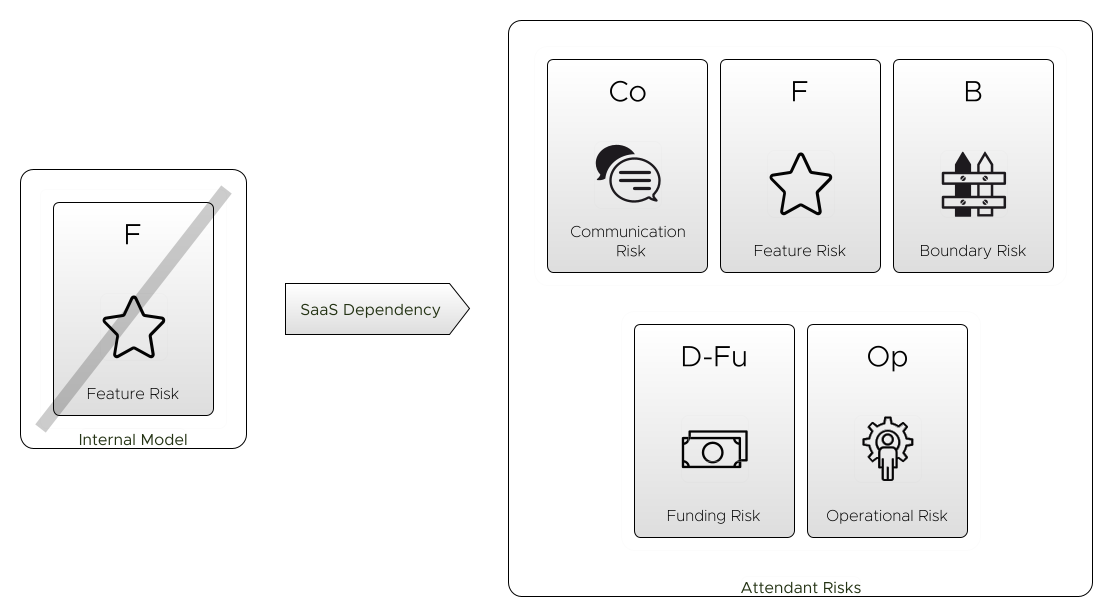 F
Feature Risk
Internal Model
SaaS Dependency
Co
Communication
Risk
F
Feature Risk
B
Boundary Risk
D-Fu
Funding Risk
Op
Operational Risk
Attendant Risks